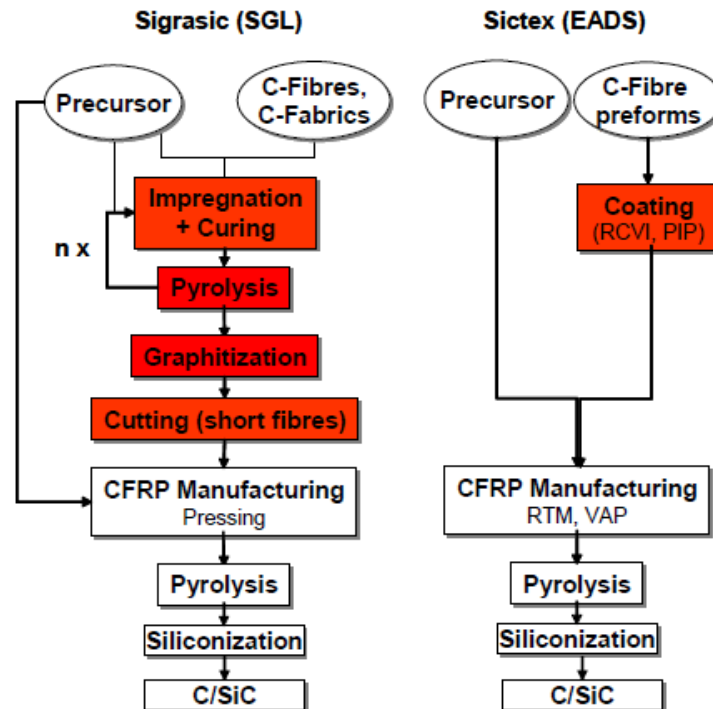 Sigrasic (SGL)
Sictex (EADS)
Precursor
C-Fibres,
C-Fabrics
Precursor
C-Fibre
preforms
Impregnation
+ Curing
Coating
(RCVI, PIP)
n x
Pyrolysis
Graphitization
Cutting (short fibres)
CFRP Manufacturing
Pressing
CFRP Manufacturing
RTM, VAP
Pyrolysis
Pyrolysis
Siliconization
Siliconization
C/SiC
C/SiC